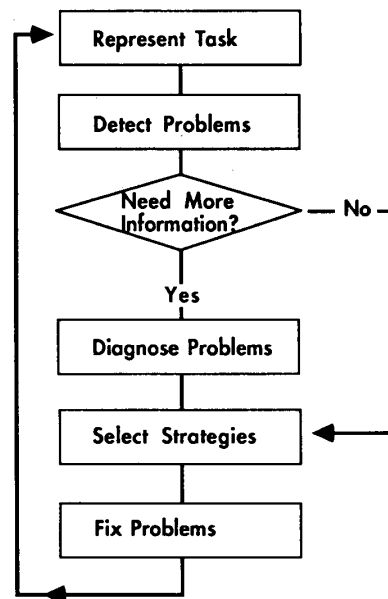 Represent Task
Detect Problems
Need More
Information?
No
Yes
Diagnose Problems
Select Strategies
Fix Problems